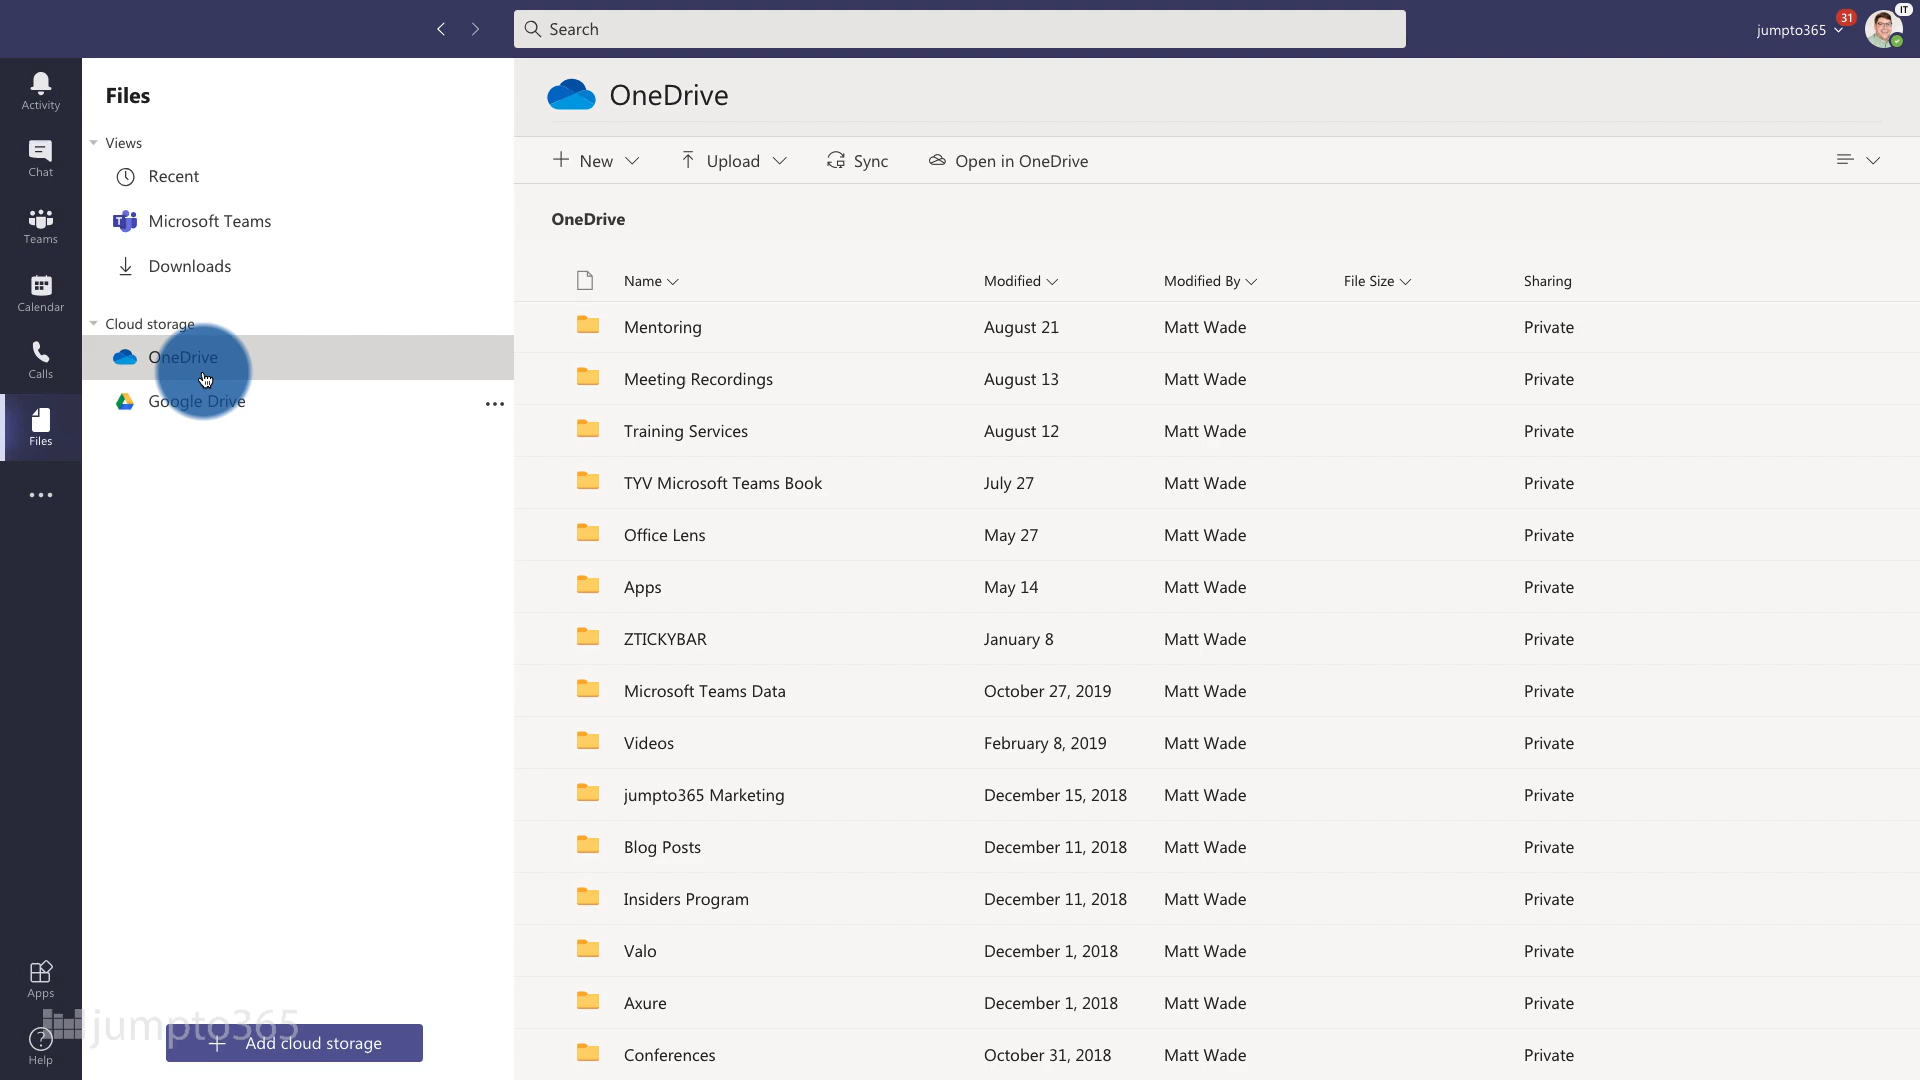 Search
jumpto365
31
IT
Activity
Chat
Teams
Calendar
Calls
Files
Apps
Help
Files
Views
Recent
Microsoft Teams
Downloads
Cloud storage
OneDrive
Google Drive
jumpto365
Add cloud storage
OneDrive
New
Upload
Sync
Open in OneDrive
OneDrive
Name Modified Modified By File Size Sharing
Mentoring August 21 Matt Wade Private
Meeting Recordings August 13 Matt Wade Private
Training Services August 12 Matt Wade Private
TYV Microsoft Teams Book July 27 Matt Wade Private
Office Lens May 27 Matt Wade Private
Apps May 14 Matt Wade Private
ZTICKYBAR January 8 Matt Wade Private
Microsoft Teams Data October 27, 2019 Matt Wade Private
Videos February 8, 2019 Matt Wade Private
jumpto365 Marketing December 15, 2018 Matt Wade Private
Blog Posts December 11, 2018 Matt Wade Private
Insiders Program December 11, 2018 Matt Wade Private
Valo December 1, 2018 Matt Wade Private
Axure December 1, 2018 Matt Wade Private
Conferences October 31, 2018 Matt Wade Private